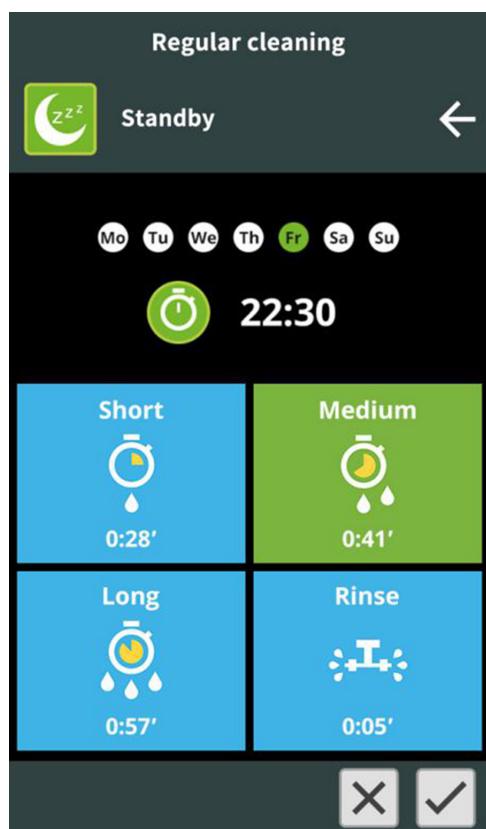 Regular cleaning
zzz
Standby
Mo Tu We Th Fr Sa Su
22:30
Short Medium
0:28′ 0:41′
Long Rinse
0:57′ 0:05′